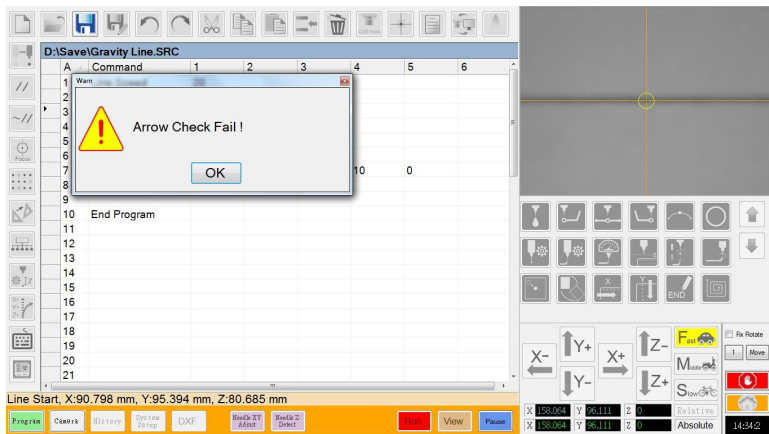 D:\Save\Gravity Line.SRC
A Command 1 2 3 4 5 6
Warn
1
2
3
4
5
6
7 10 0
8
9
10 End Program
11
12
13
14
15
16
17
18
19
20
21
Arrow Check Fail !
OK
Focus
END
X- Y+ X+ Z- Fast
Y- Z+ Middle
Slow
Rx Rotate
1 Move
Line Start, X:90.798 mm, Y:95.394 mm, Z:80.685 mm
X 158.064 Y 96.111 Z 0 Relative
X 158.064 Y 96.111 Z 0 Absolute
Program Camera History System Setup DXF Needle XY Adjust Needle Z Detect Run View Pause
14:34:2